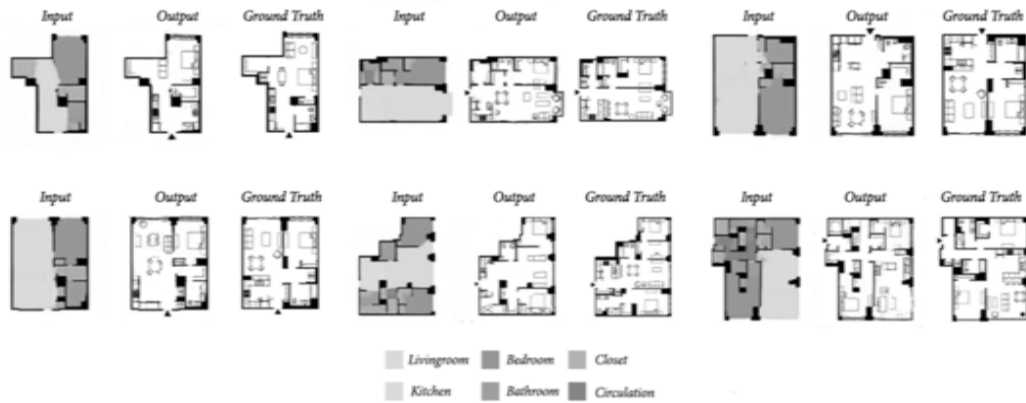 Input Output Ground Truth Input Output Ground Truth Input Output Ground Truth
Input Output Ground Truth Input Output Ground Truth Input Output Ground Truth
Livingroom Bedroom Closet
Kitchen Bathroom Circulation